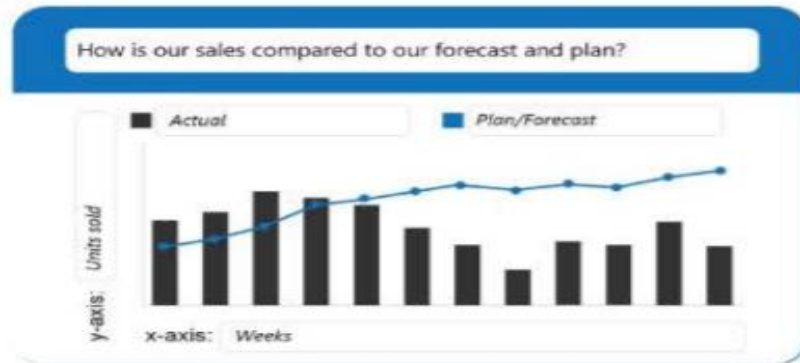 How is our sales compared to our forecast and plan?
Actual
Plan/Forecast
y-axis: Units sold
x-axis: Weeks